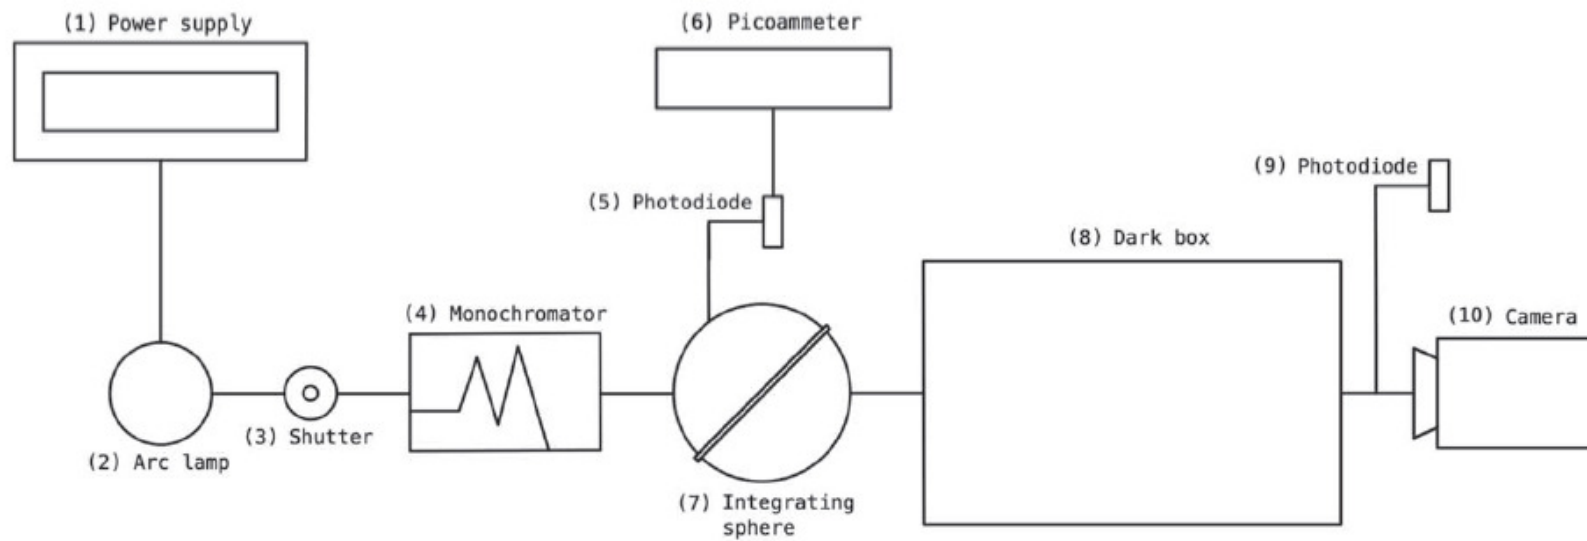 (1) Power supply
(6) Picoammeter
(9) Photodiode
(5) Photodiode
(8) Dark box
(4) Monochromator
(10) Camera
(3) Shutter
(2) Arc lamp
(7) Integrating
sphere